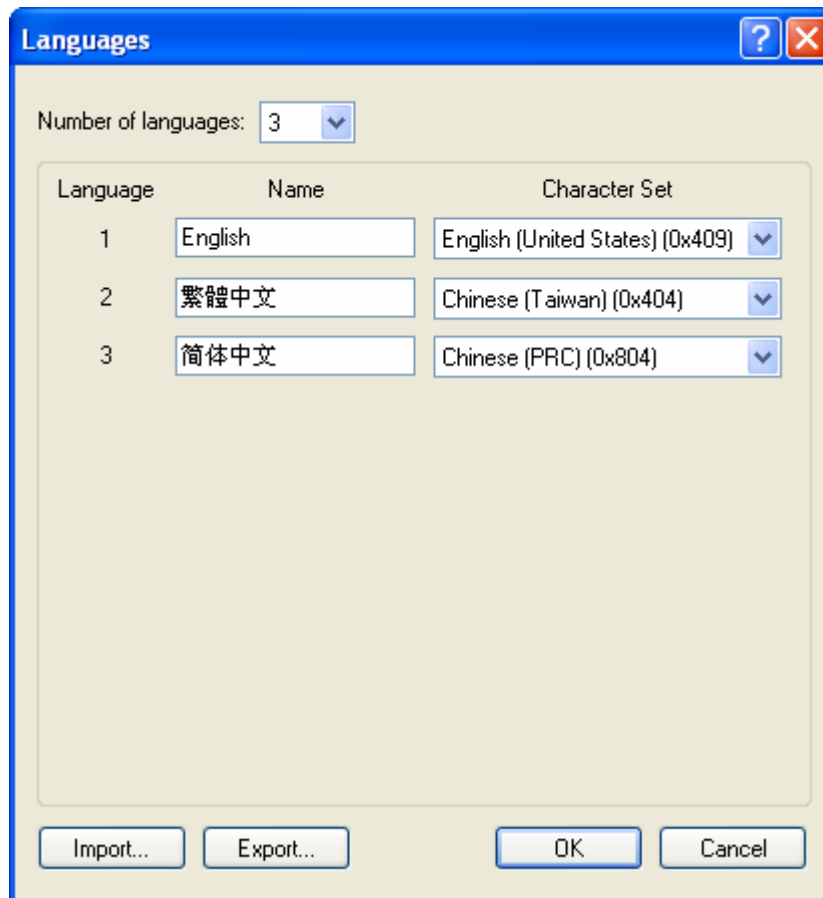 Languages
Number of languages: 3
Language Name Character Set
1 English English (United States) (0x409)
2 繁體中文 Chinese (Taiwan) (0x404)
3 简体中文 Chinese (PRC) (0x804)
Import... Export... OK Cancel